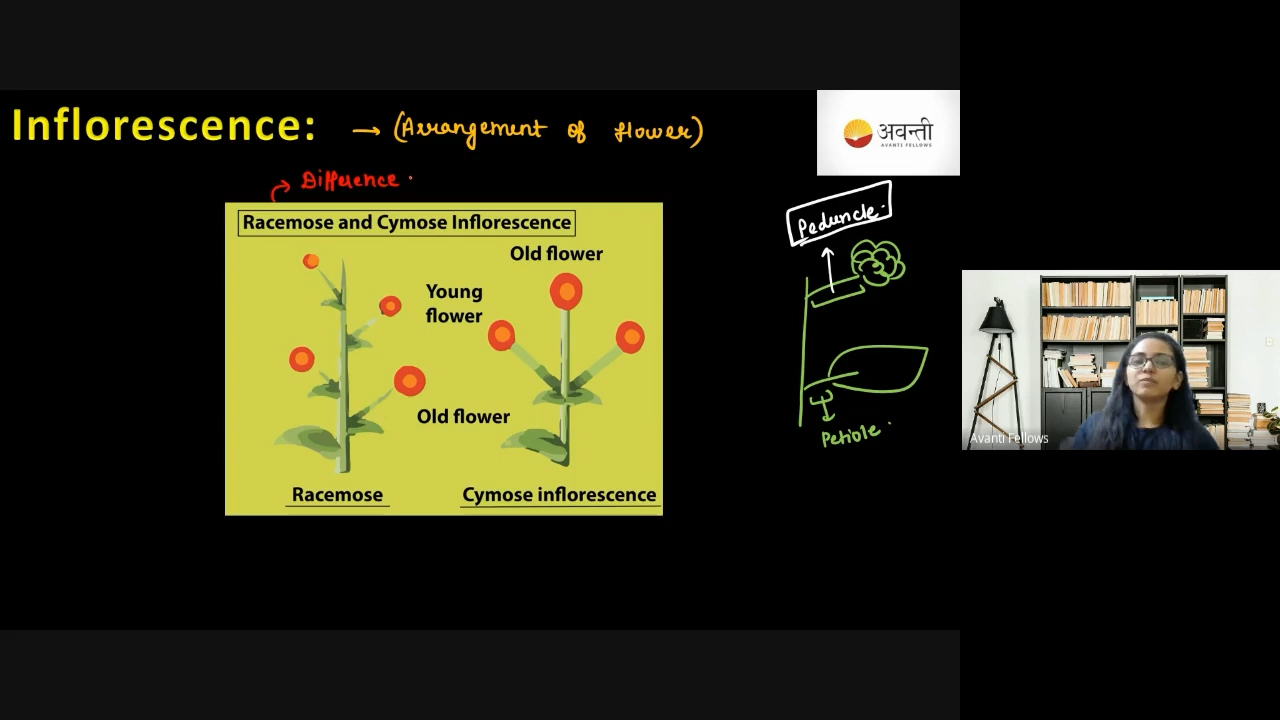 Inflorescence: → (Arrangement of flower)
अवन्ती
AVANTI FELLOWS
Difference
Racemose and Cymose Inflorescence
Old flower
Young
flower
Old flower
Racemose
Cymose inflorescence
Peduncle
Petiole
Avanti Fellows